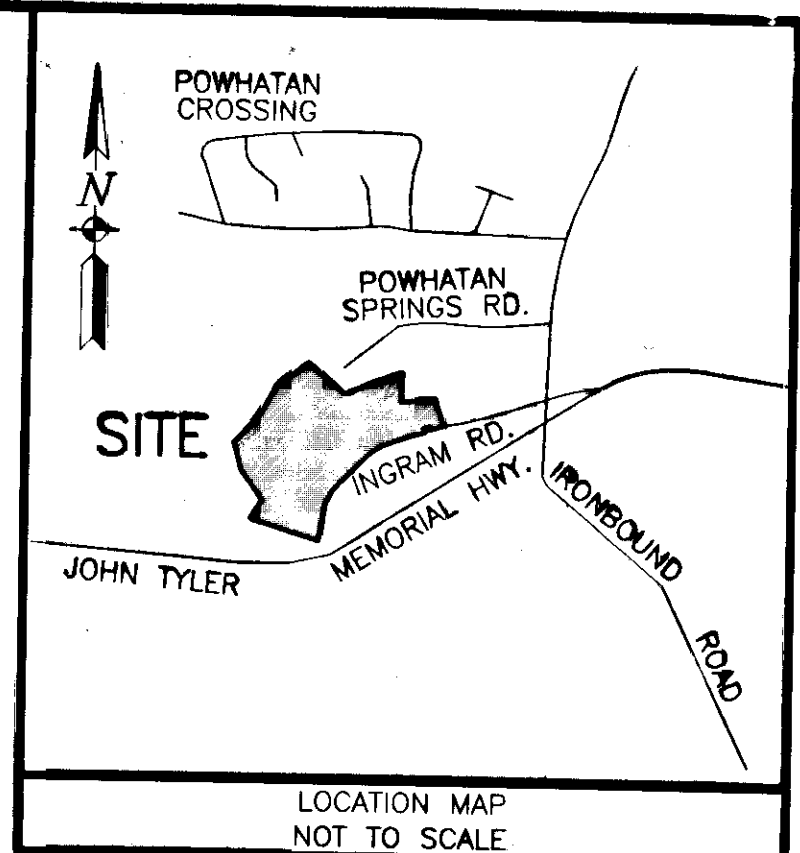 POWHATAN
CROSSING
N
POWHATAN
SPRINGS RD.
SITE
INGRAM RD.
MEMORIAL HWY.
IRONBOUND
JOHN TYLER
ROAD
LOCATION MAP
NOT TO SCALE